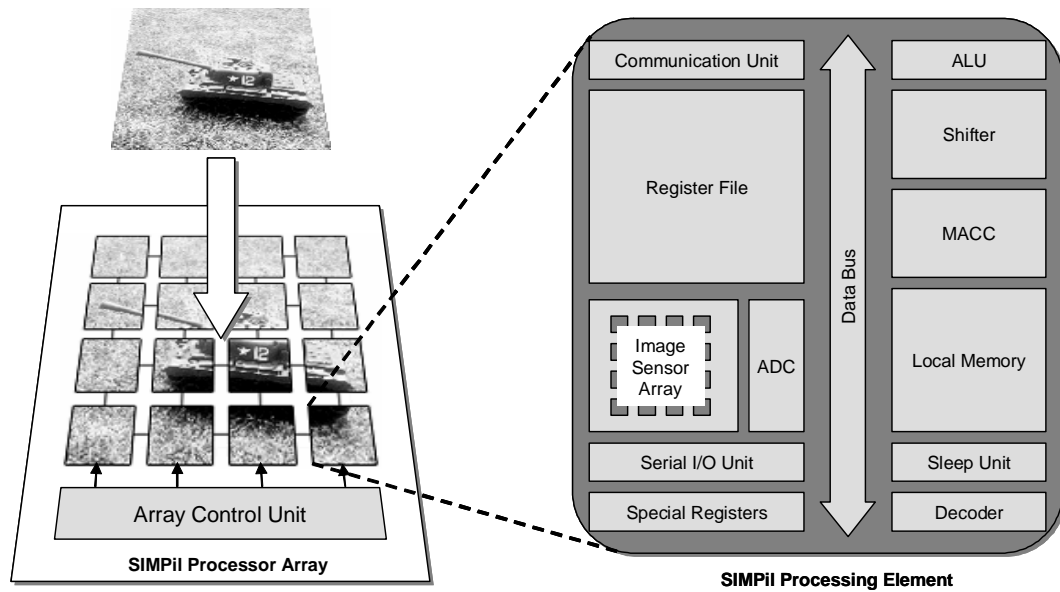 12
12
Array Control Unit
SIMPil Processor Array
Communication Unit
Register File
Image
Sensor
Array
ADC
Serial I/O Unit
Special Registers
Data Bus
ALU
Shifter
MACC
Local Memory
Sleep Unit
Decoder
SIMPil Processing Element